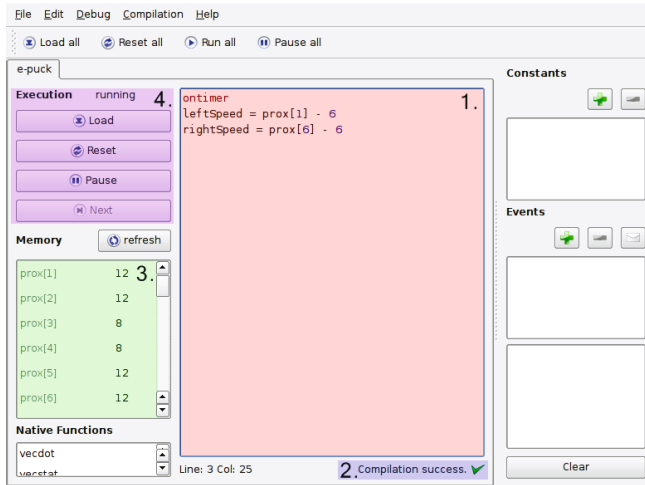 File Edit Debug Compilation Help
Load all Reset all Run all Pause all
e-puck
Execution running 4.
Load
Reset
Pause
Next
Memory refresh
prox[1] 12 3.
prox[2] 12
prox[3] 8
prox[4] 8
prox[5] 12
prox[6] 12
Native Functions
vecdot
vecstat
ontimer 1.
leftSpeed = prox[1] - 6
rightSpeed = prox[6] - 6
Line: 3 Col: 25 2. Compilation success.
Constants
Events
Clear